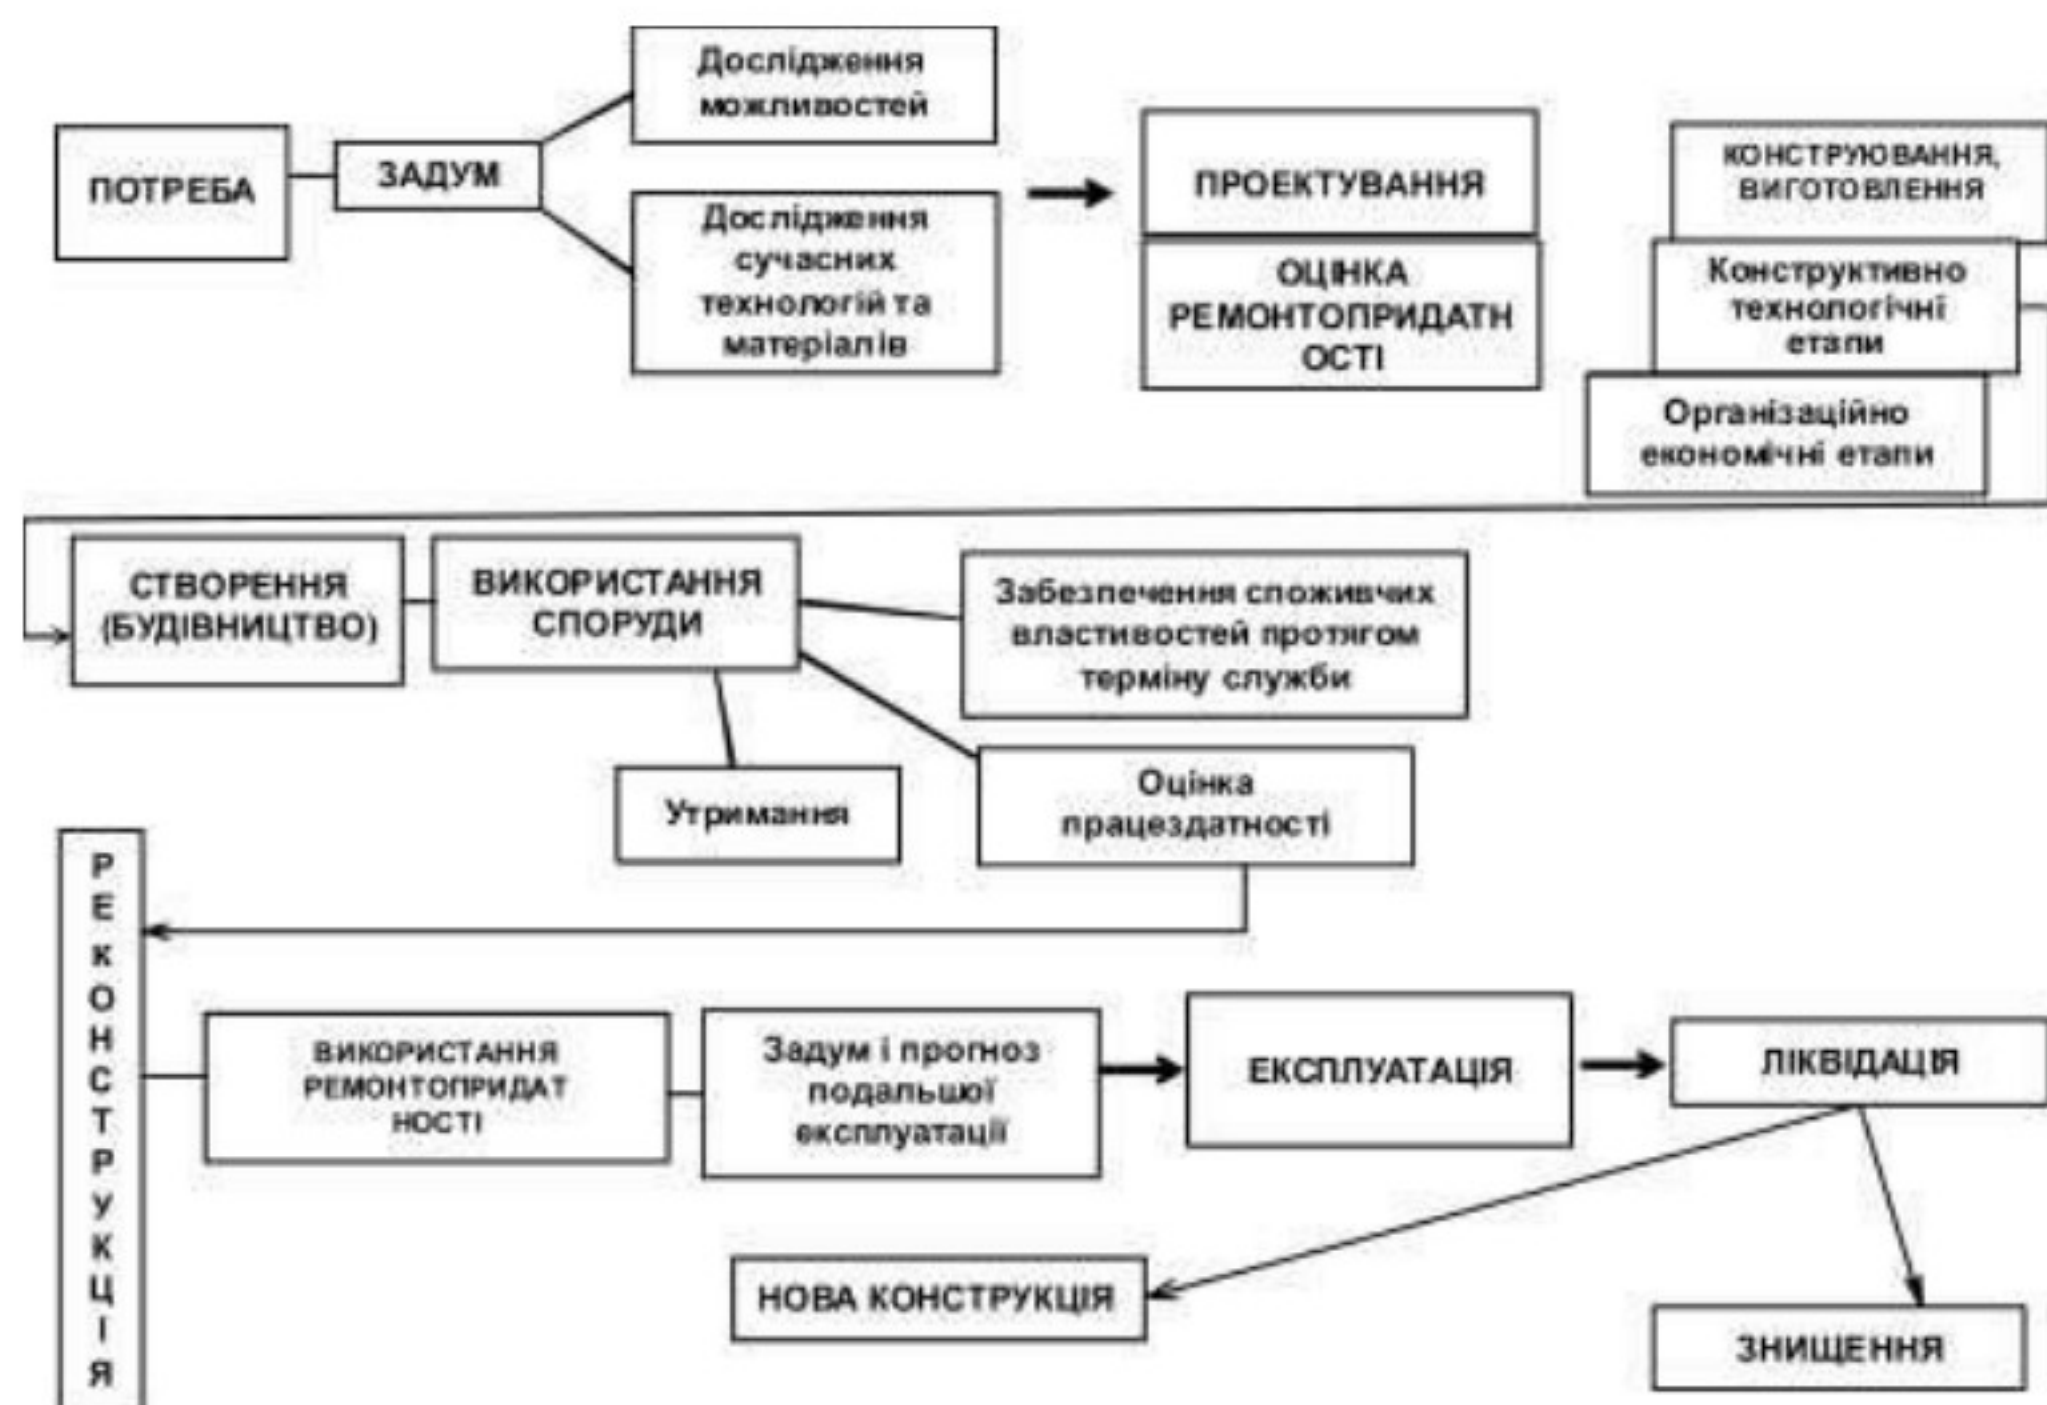 ПОТРЕБА
ЗАДУМ
Дослідження
можливостей
Дослідження
сучасних
технологій та
матеріалів
ПРОЕКТУВАННЯ
ОЦІНКА
РЕМОНТОПРИДАТН
ОСТІ
КОНСТРУЮВАННЯ,
ВИГОТОВЛЕННЯ
Конструктивно
технологічні
етапи
Організаційно
економічні етапи
СТВОРЕННЯ
(БУДІВНИЦТВО)
ВИКОРИСТАННЯ
СПОРУДИ
Забезпечення споживчих
властивостей протягом
терміну служби
Утримання
Оцінка
працездатності
Р
Е
К
О
Н
С
Т
Р
У
К
Ц
І
Я
ВИКОРИСТАННЯ
РЕМОНТОПРИДАТ
НОСТІ
Задум і прогноз
подальшої
експлуатації
ЕКСПЛУАТАЦІЯ
ЛІКВІДАЦІЯ
НОВА КОНСТРУКЦІЯ
ЗНИЩЕННЯ